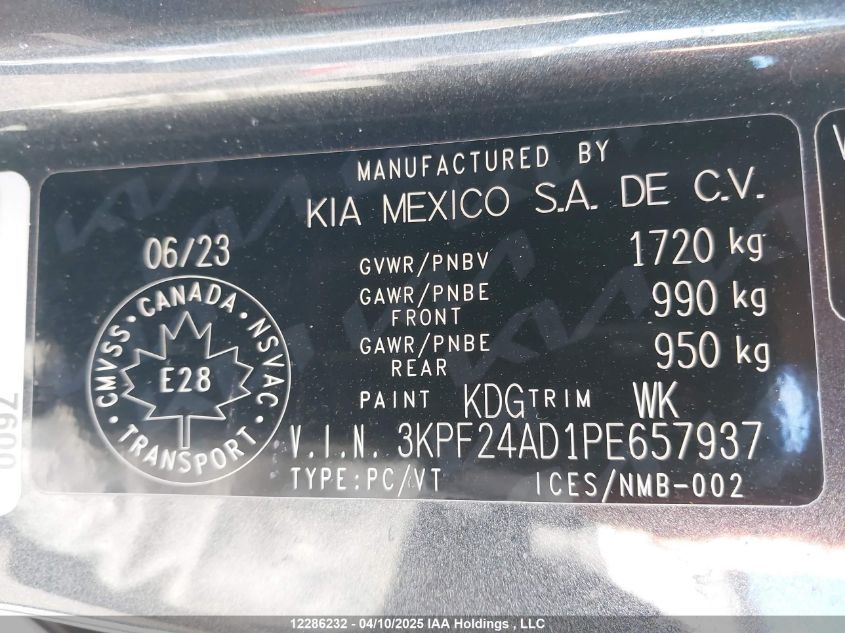 MANUFACTURED BY
KIA MEXICO S.A. DE C.V.
06/23
GVWR/PNBV 1720 kg
GAWR/PNBE FRONT 990 kg
GAWR/PNBE REAR 950 kg
PAINT KDG TRIM WK
CMVSS · CANADA · NSVAC
E28
TRANSPORT
V.I.N. 3KPF24AD1PE657937
TYPE:PC/VT ICES/NMB-002
7600
12286232 - 04/10/2025 IAA Holdings , LLC